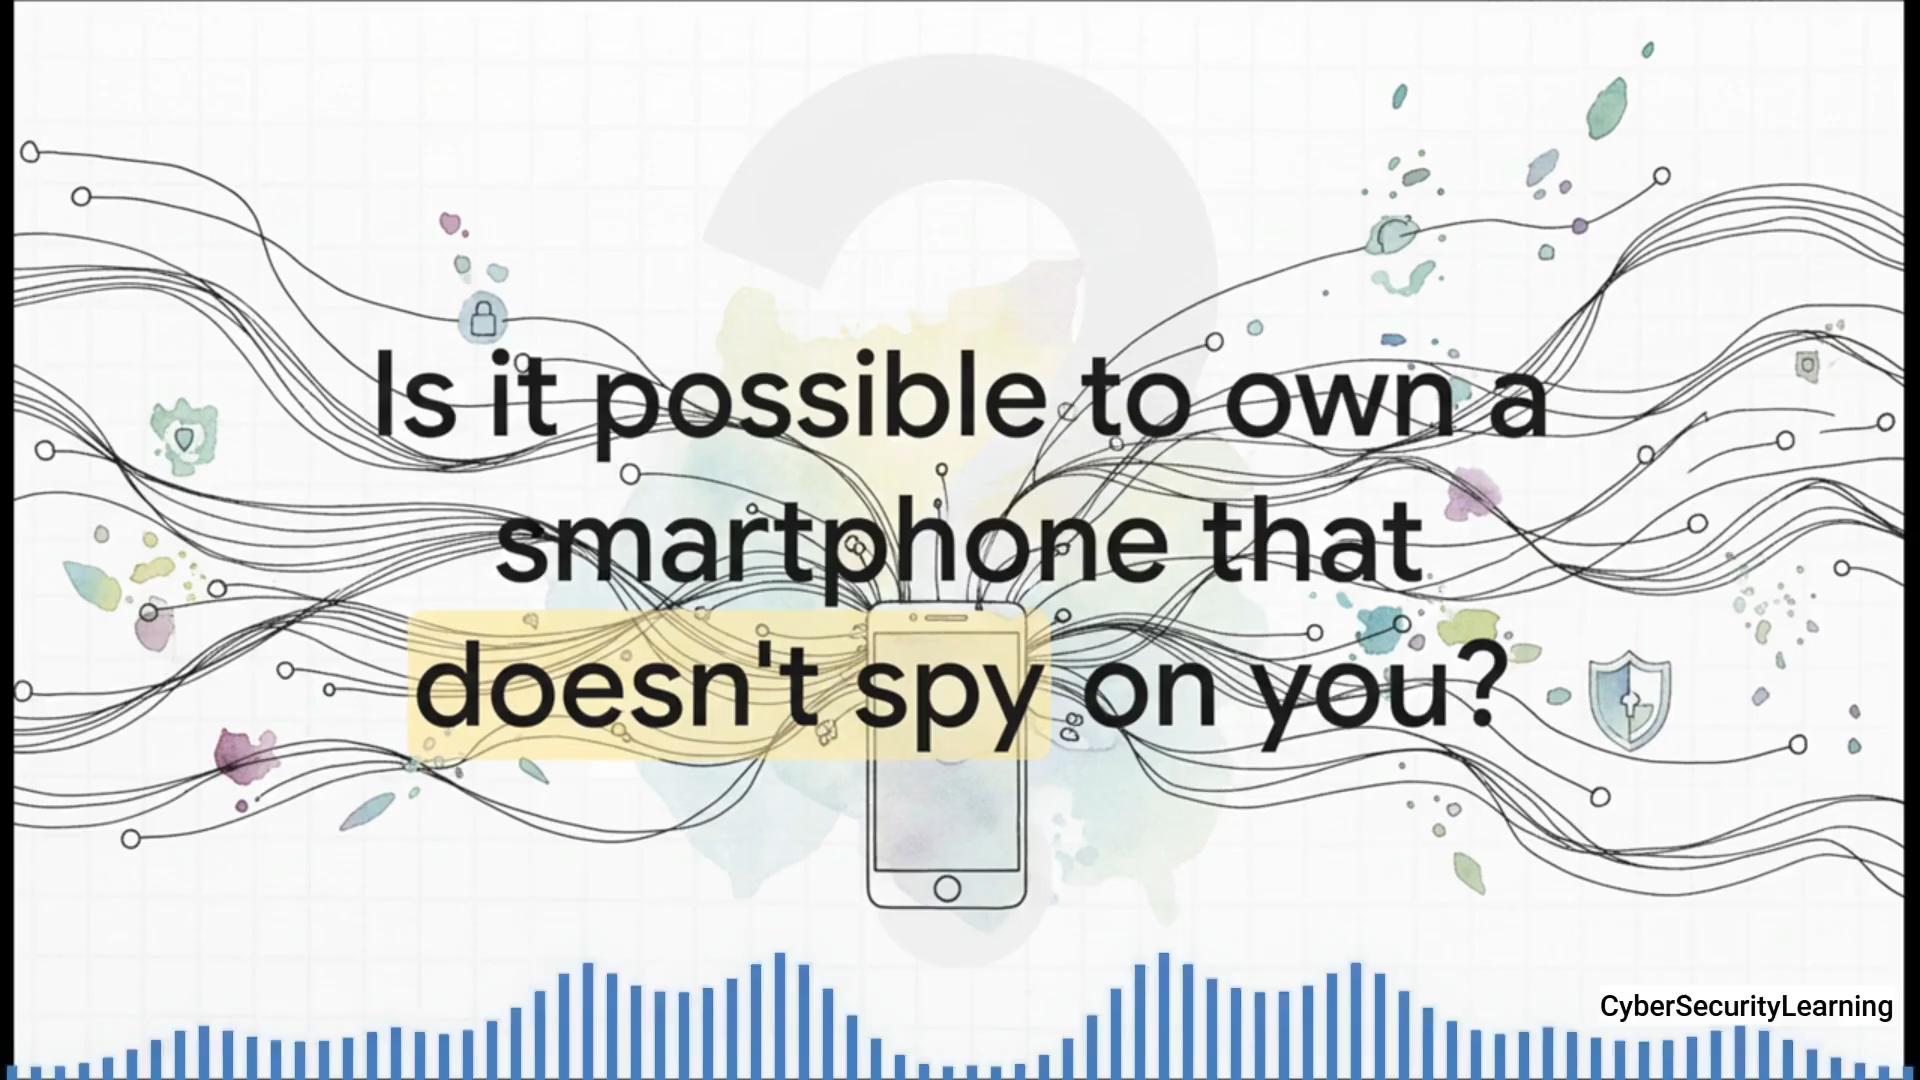 Is it possible to own a
smartphone that
doesn't spy on you?
CyberSecurityLearning